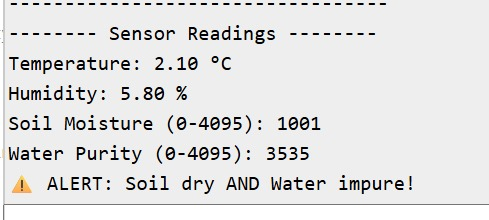 ----------------------------------
-------- Sensor Readings --------
Temperature: 2.10 °C
Humidity: 5.80 %
Soil Moisture (0-4095): 1001
Water Purity (0-4095): 3535
⚠ ALERT: Soil dry AND Water impure!